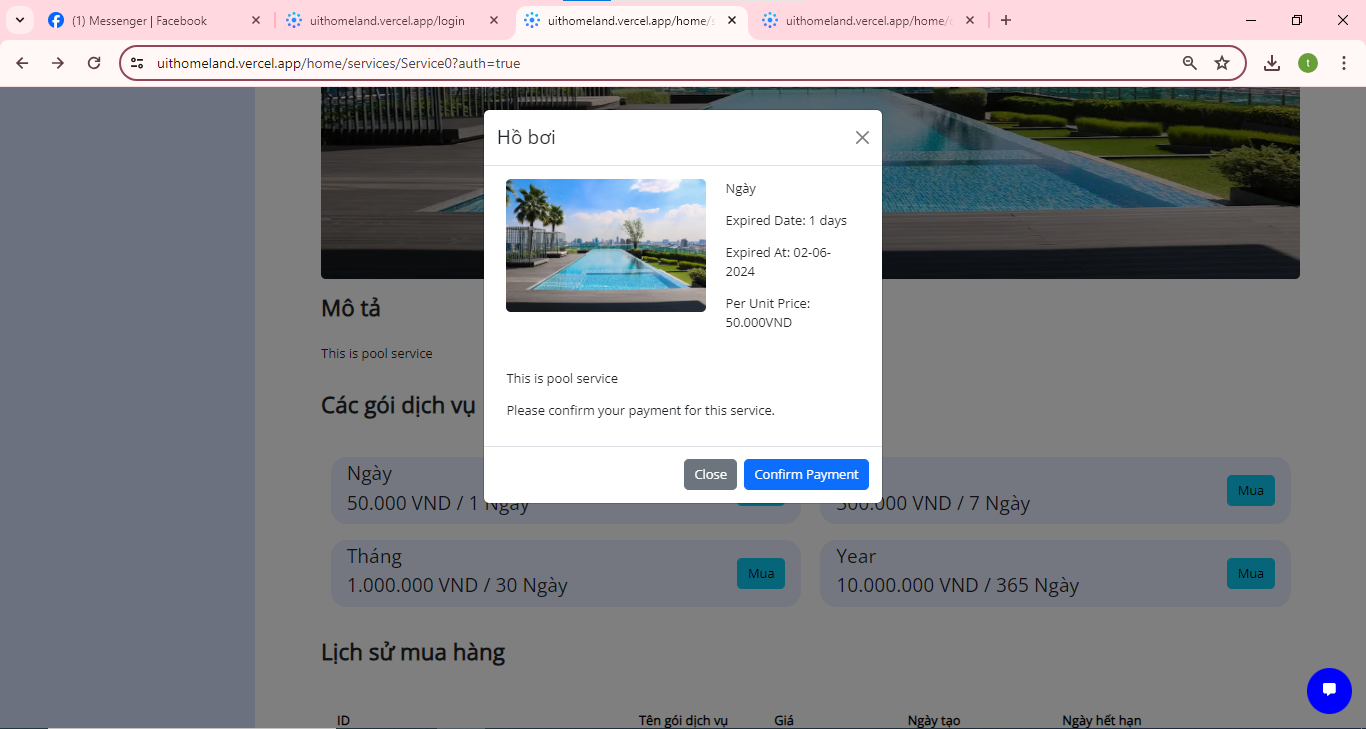 (1) Messenger | Facebook
uithomeland.vercel.app/login
uithomeland.vercel.app/home/s
uithomeland.vercel.app/home/
uithomeland.vercel.app/home/services/Service0?auth=true
t
Hồ bơi
Ngày
Expired Date: 1 days
Expired At: 02-06-
2024
Per Unit Price:
50.000VND
This is pool service
Please confirm your payment for this service.
Close
Confirm Payment
Mô tả
This is pool service
Các gói dịch vụ
Ngày
50.000 VND / 1 Ngày
300.000 VND / 7 Ngày
Mua
Tháng
1.000.000 VND / 30 Ngày
Mua
Year
10.000.000 VND / 365 Ngày
Mua
Lịch sử mua hàng
ID
Tên gói dịch vụ
Giá
Ngày tạo
Ngày hết hạn